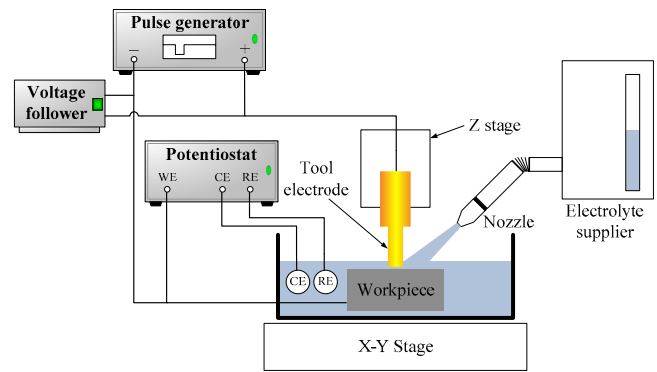 Pulse generator
− +
Voltage
follower
Potentiostat
WE CE RE
Z stage
Tool
electrode
Nozzle
Electrolyte
supplier
CE RE
Workpiece
X-Y Stage